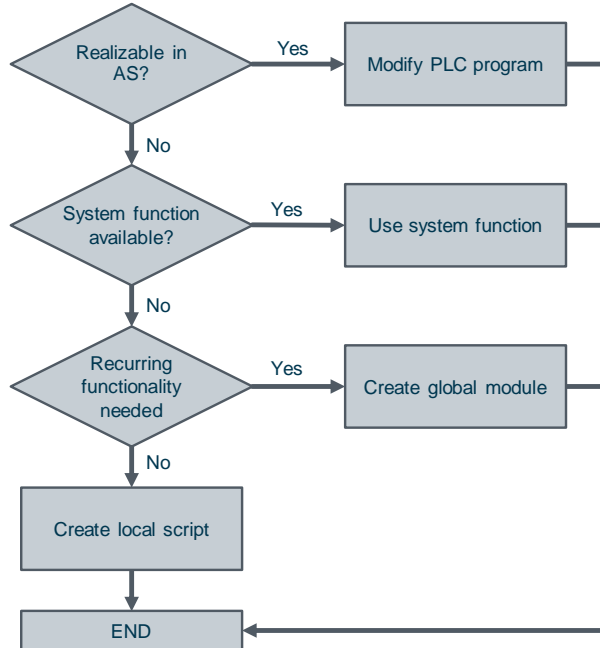 Realizable in
AS?
Yes
Modify PLC program
No
System function
available?
Yes
Use system function
No
Recurring
functionality
needed
Yes
Create global module
No
Create local script
END